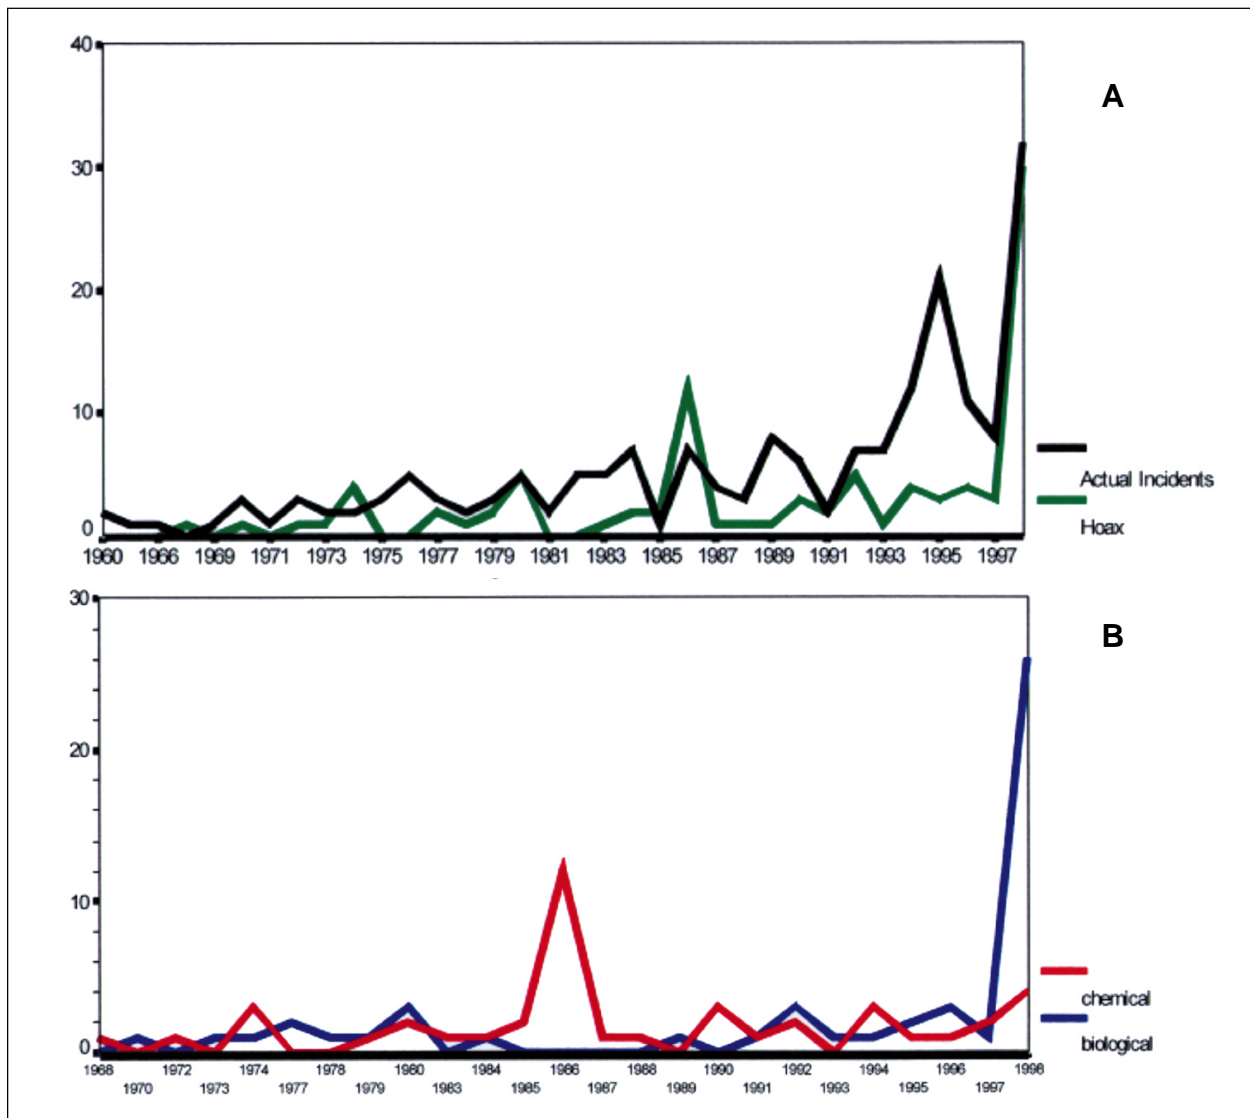 40
A
30
20
10
Actual Incidents
Hoax
0
1960 1966 1969 1971 1973 1975 1977 1979 1981 1983 1985 1987 1989 1991 1993 1995 1997
30
B
20
10
chemical
biological
0
1968 1972 1974 1978 1980 1984 1986 1988 1990 1992 1994 1996 1998
1970 1973 1977 1979 1983 1985 1987 1989 1991 1993 1995 1997